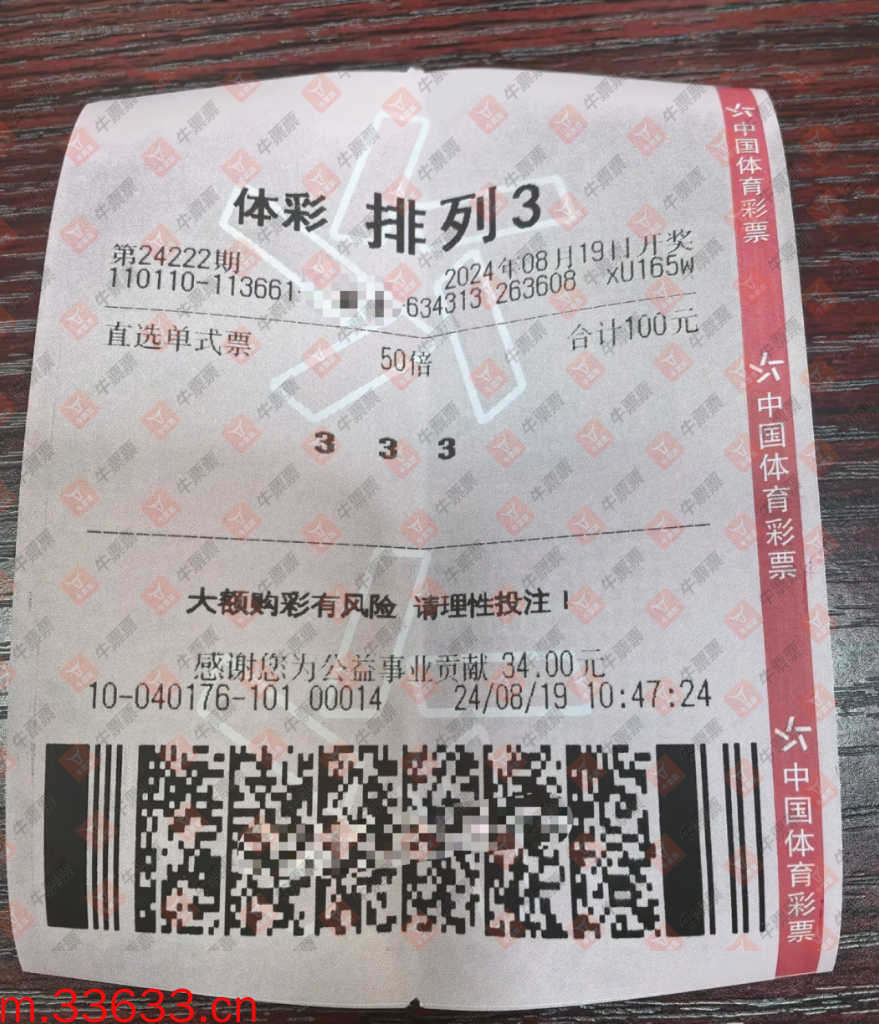 体彩 排列3
第24222期 2024年08月19日开奖
110110-113661- -634313 263608 xU165W
直选单式票 50倍 合计100元
3 3 3
大额购彩有风险 请理性投注!
感谢您为公益事业贡献 34.00元
10-040176-101 00014 24/08/19 10:47:24
中国体育彩票
中国体育彩票
中国体育彩票
牛票票
m.33633.cn